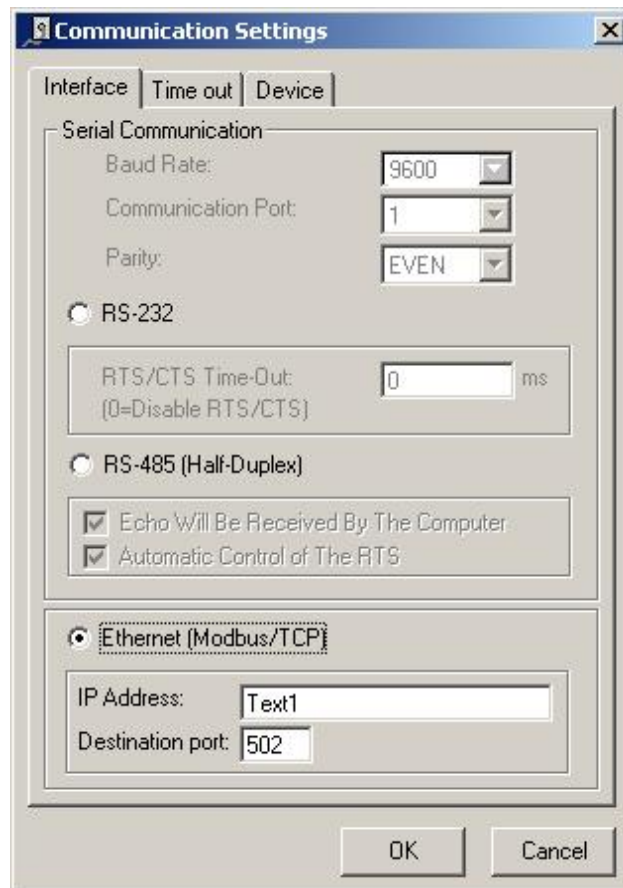 Communication Settings
Interface Time out Device
Serial Communication
Baud Rate: 9600
Communication Port: 1
Parity: EVEN
RS-232
RTS/CTS Time-Out: 0 ms
(0=Disable RTS/CTS)
RS-485 (Half-Duplex)
Echo Will Be Received By The Computer
Automatic Control of The RTS
Ethernet (Modbus/TCP)
IP Address: Text1
Destination port: 502
OK Cancel